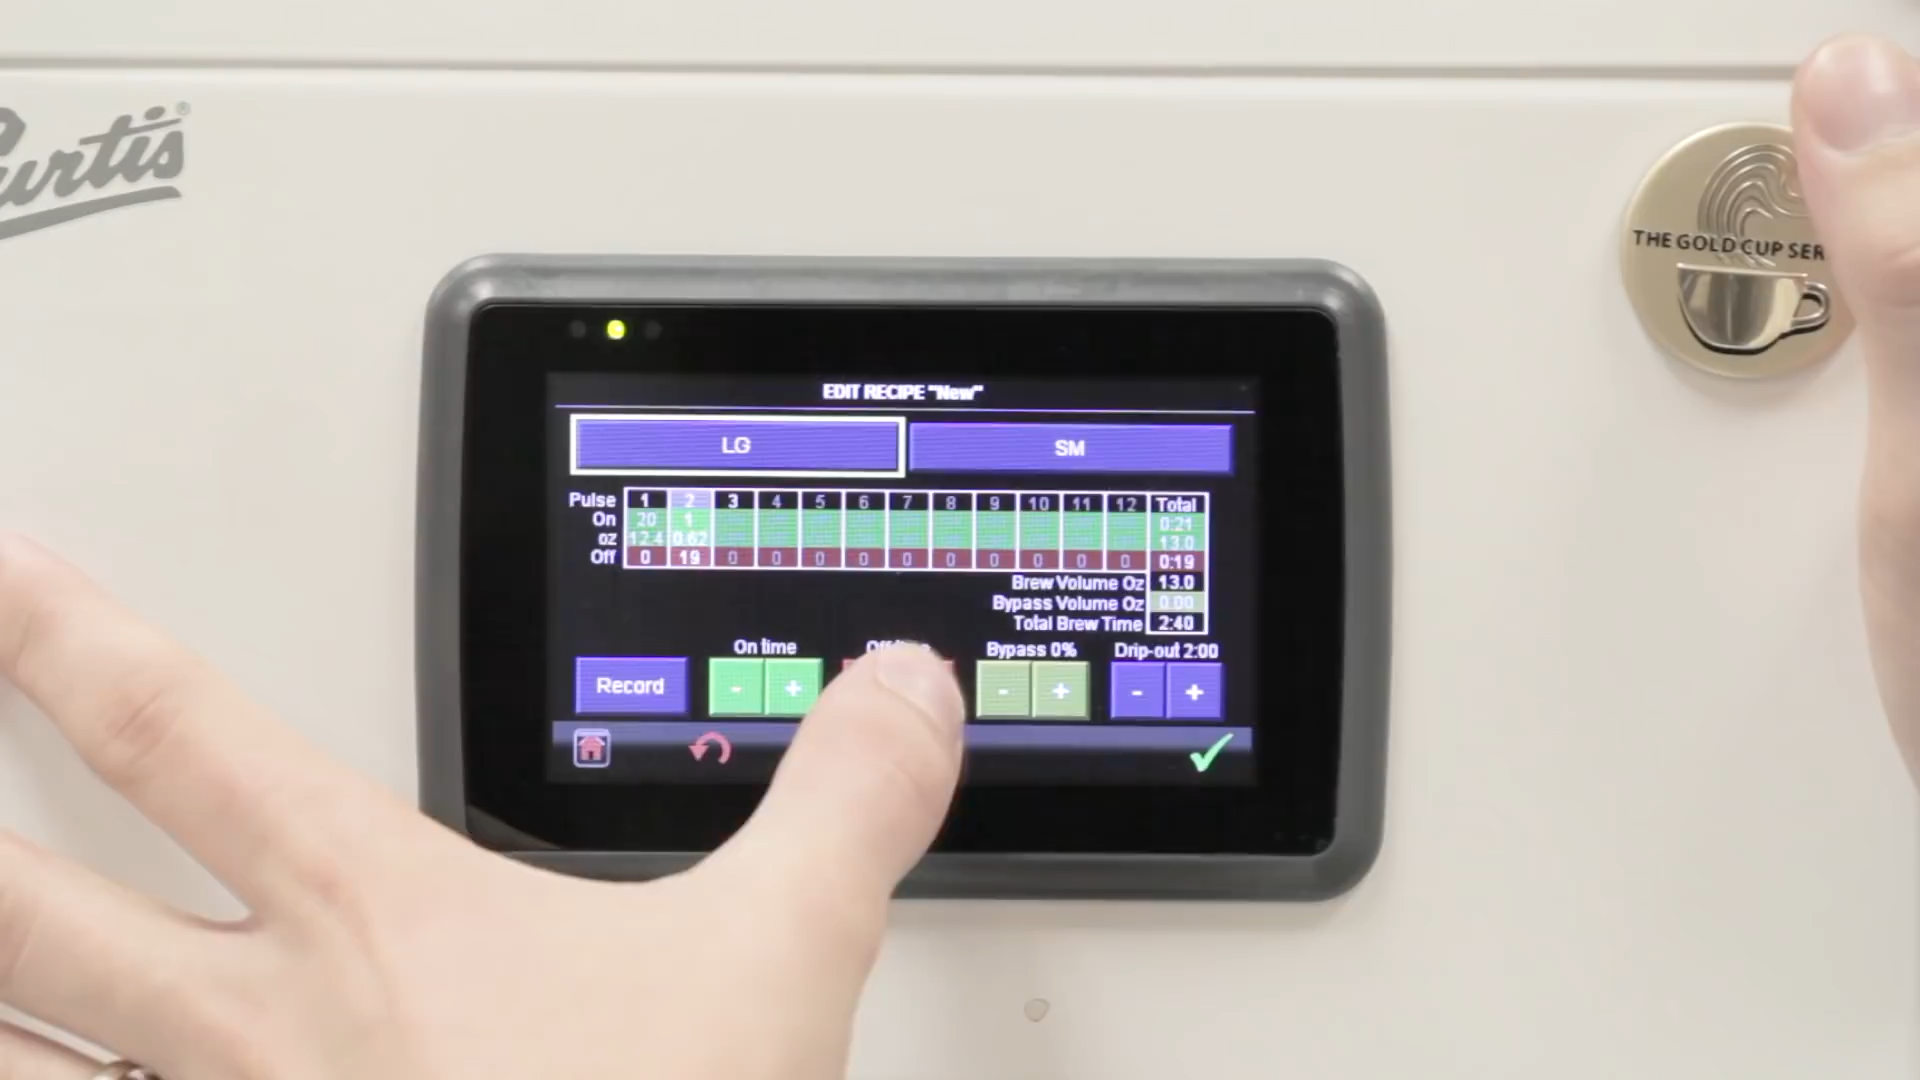 Curtis®
THE GOLD CUP SER
EDIT RECIPE "New"
LG SM
Pulse 1 2 3 4 5 6 7 8 9 10 11 12 Total
On 20 1 0:21
oz 12.4 0.62 13.0
Off 0 19 0 0 0 0 0 0 0 0 0 0 0:19
Brew Volume Oz 13.0
Bypass Volume Oz 0.00
Total Brew Time 2:40
On time Bypass 0% Drip-out 2:00
Record - + - + - +